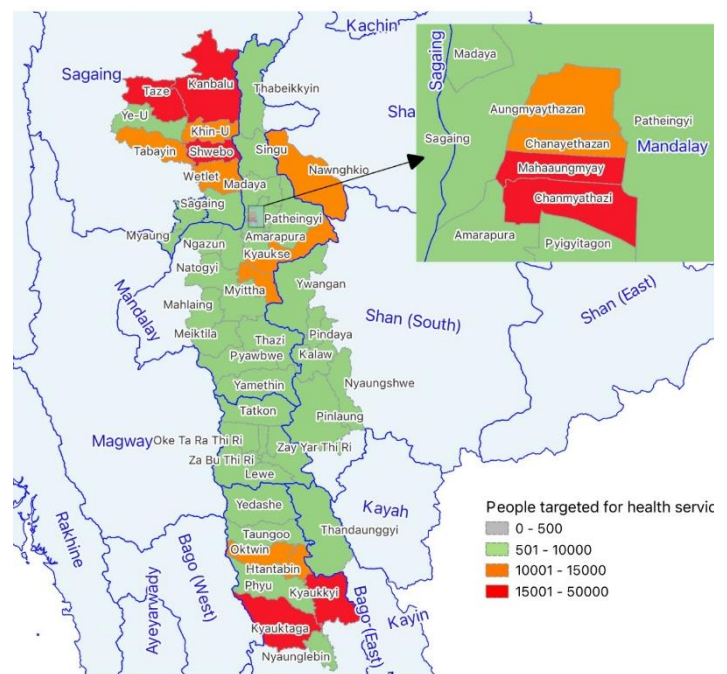 Kachin
Sagaing
Taze
Kanbalu
Thabeikkyin
Ye-U
Khin-U
Tabayin
Shwebo
Singu
Nawnghkio
Wetlet
Madaya
Sagaing
Patheingyi
Myaung
Ngazun
Amarapura
Kyaukse
Natogyi
Myittha
Ywangan
Mandalay
Mahlaing
Meiktila
Thazi
Pindaya
Shan (South)
Shan (East)
Pyawbwe
Kalaw
Yamethin
Nyaungshwe
Tatkon
Pinlaung
Magway
Oke Ta Ra Thi Ri
Zay Yar Thi Ri
Za Bu Thi Ri
Lewe
Kayah
Yedashe
Thandaunggyi
Rakhine
Taungoo
Oktwin
Htantabin
Bago (West)
Phyu
Kyaukkyi
Ayeyarwady
Kyauktaga
Bago (East)
Kayin
Nyaunglebin
Sha
Sagaing
Madaya
Aungmyaythazan
Patheingyi
Sagaing
Chanayethazan
Mandalay
Mahaaungmyay
Chanmyathazi
Amarapura
Pyigyitagon
People targeted for health servic
0 - 500
501 - 10000
10001 - 15000
15001 - 50000